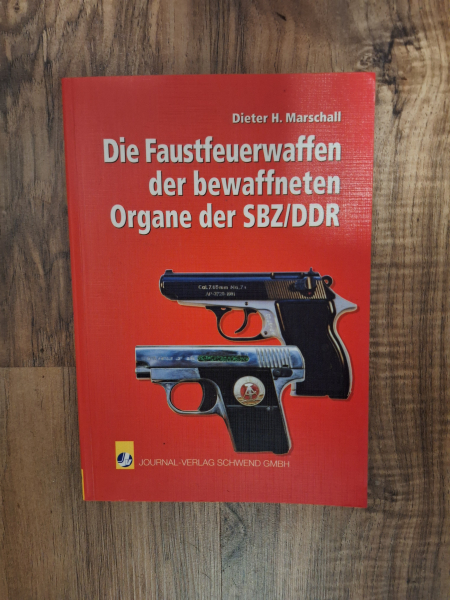 Dieter H. Marschall
Die Faustfeuerwaffen
der bewaffneten
Organe der SBZ/DDR
JOURNAL-VERLAG SCHWEND GMBH